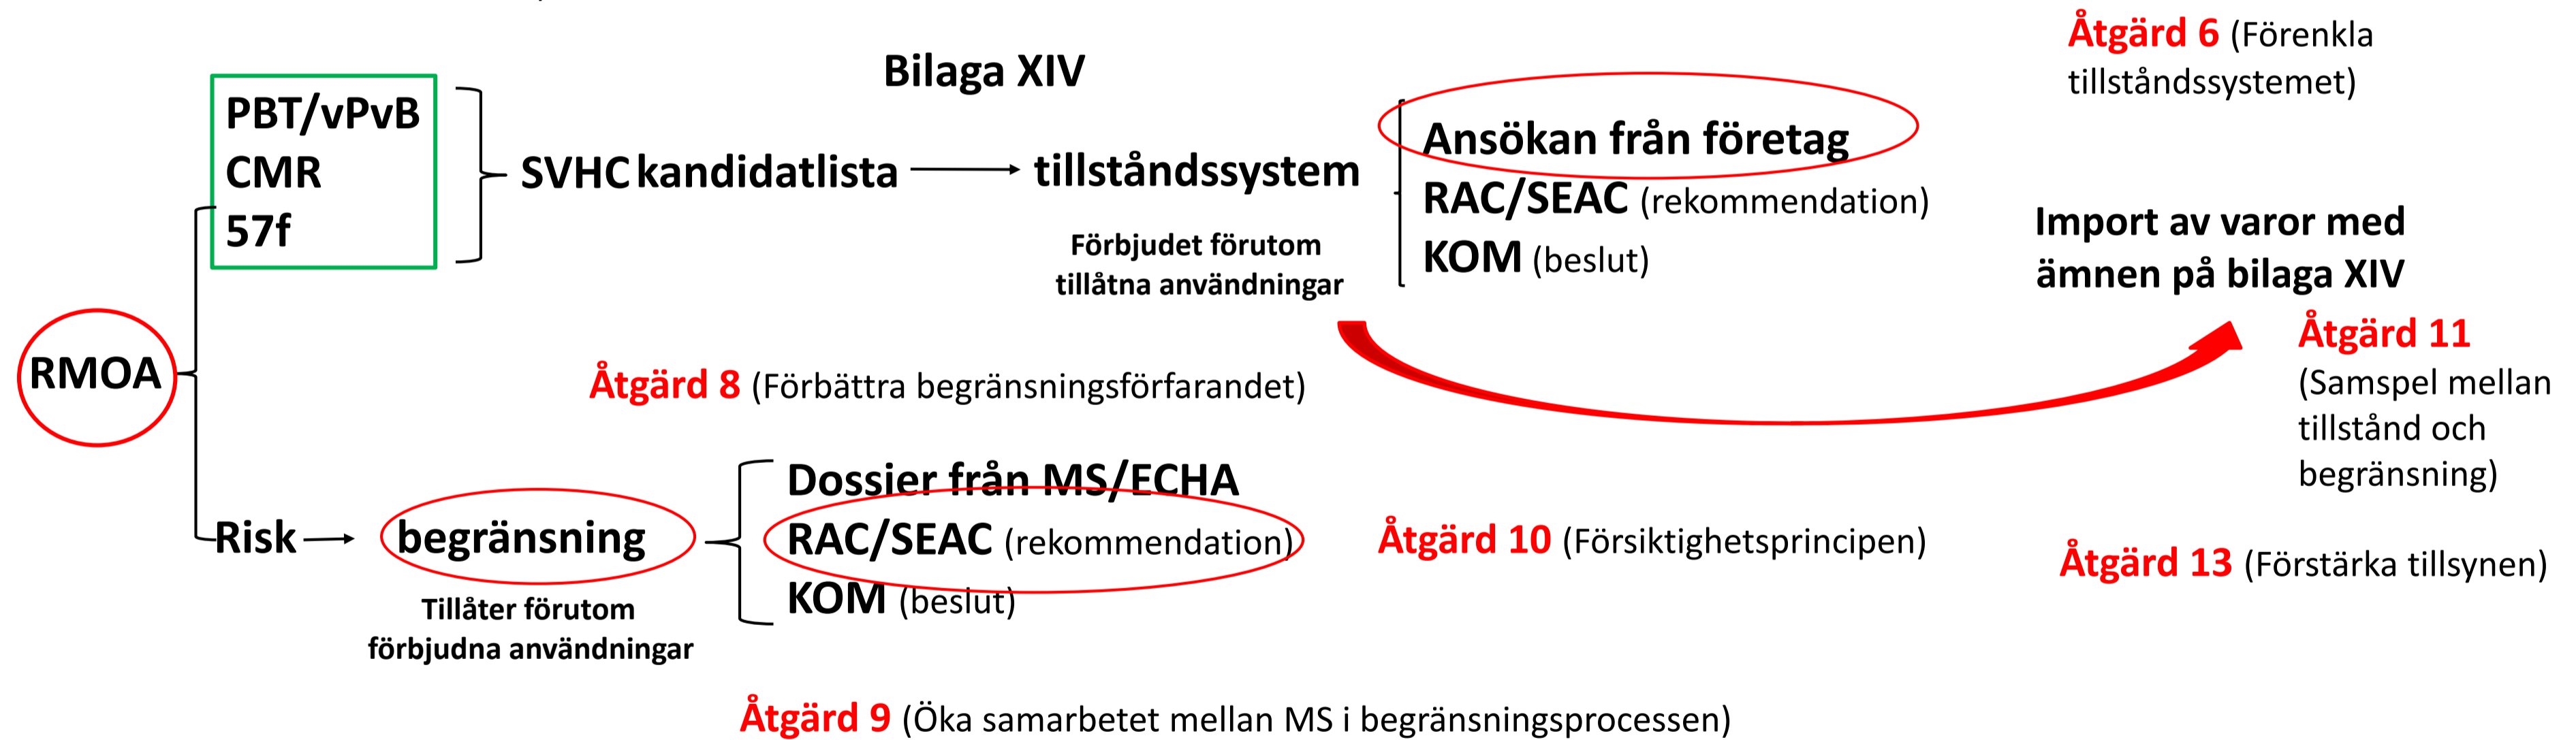 Åtgärd 6 (Förenkla
tillståndssystemet)
Bilaga XIV
PBT/vPvB
CMR
57f
SVHC kandidatlista
tillståndssystem
Förbjudet förutom
tillåtna användningar
Ansökan från företag
RAC/SEAC (rekommendation)
KOM (beslut)
Import av varor med
ämnen på bilaga XIV
Åtgärd 11
(Samspel mellan
tillstånd och
begränsning)
RMOA
Åtgärd 8 (Förbättra begränsningsförfarandet)
Risk
begränsning
Tillåter förutom
förbjudna användningar
Dossier från MS/ECHA
RAC/SEAC (rekommendation)
KOM (beslut)
Åtgärd 10 (Försiktighetsprincipen)
Åtgärd 13 (Förstärka tillsynen)
Åtgärd 9 (Öka samarbetet mellan MS i begränsningsprocessen)